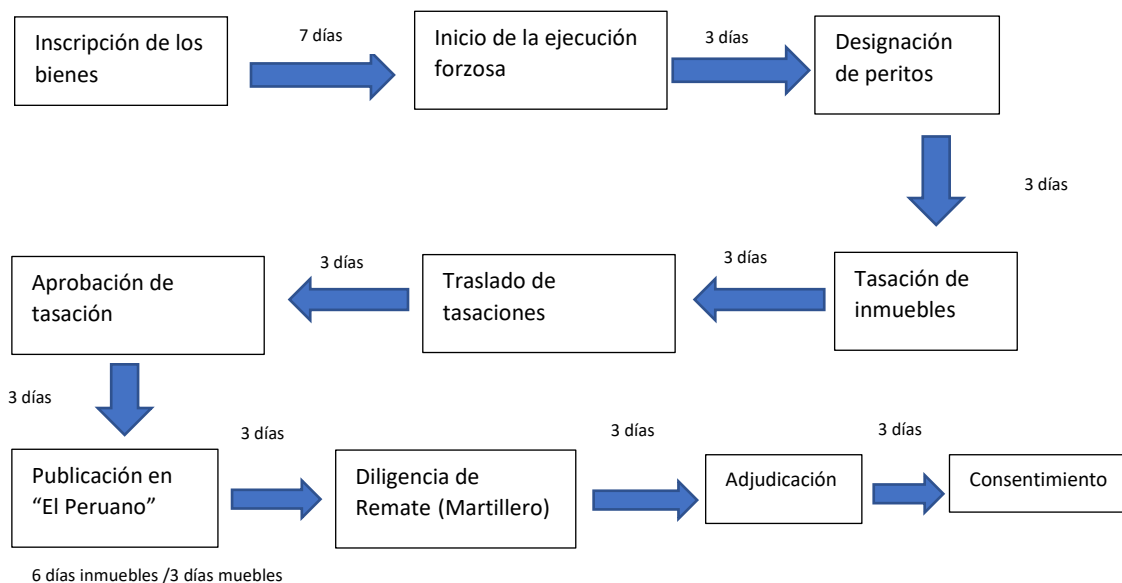 Inscripción de los
bienes
7 días
Inicio de la ejecución
forzosa
3 días
Designación
de peritos
3 días
Tasación de
inmuebles
3 días
Traslado de
tasaciones
3 días
Aprobación de
tasación
3 días
Publicación en
“El Peruano”
6 días inmuebles /3 días muebles
3 días
Diligencia de
Remate (Martillero)
3 días
Adjudicación
3 días
Consentimiento